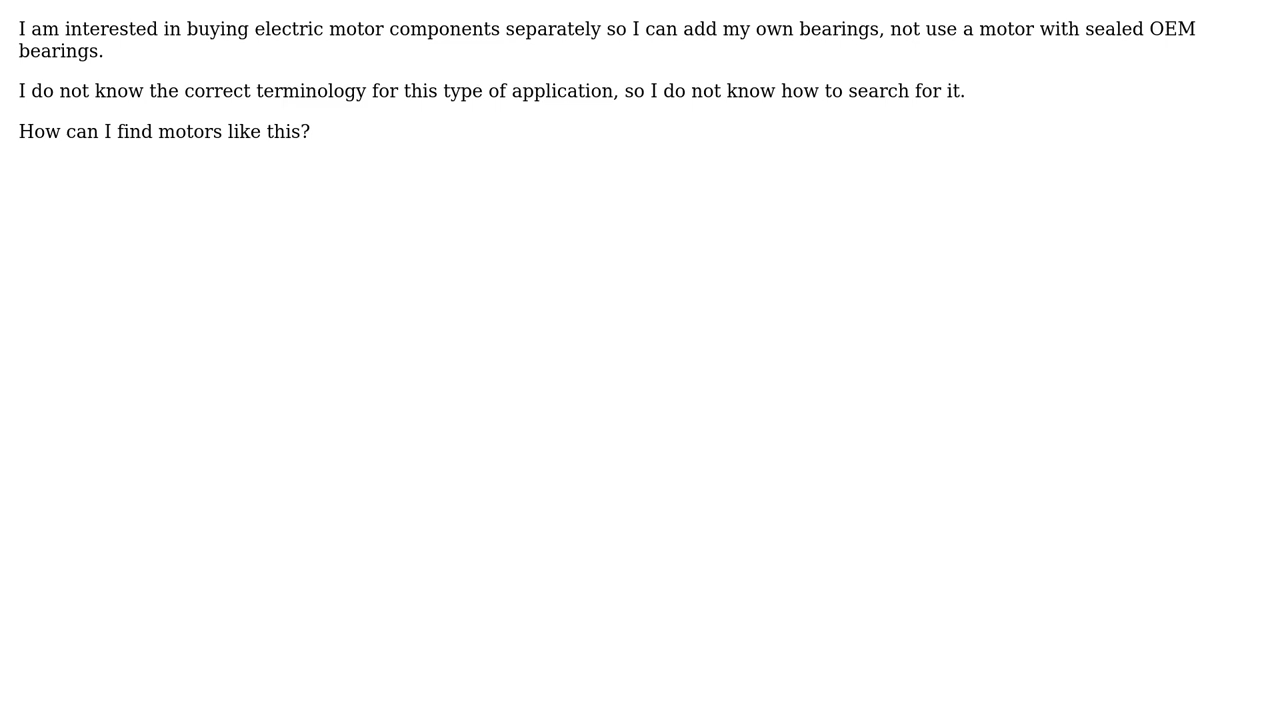 I am interested in buying electric motor components separately so I can add my own bearings, not use a motor with sealed OEM
bearings.
I do not know the correct terminology for this type of application, so I do not know how to search for it.
How can I find motors like this?